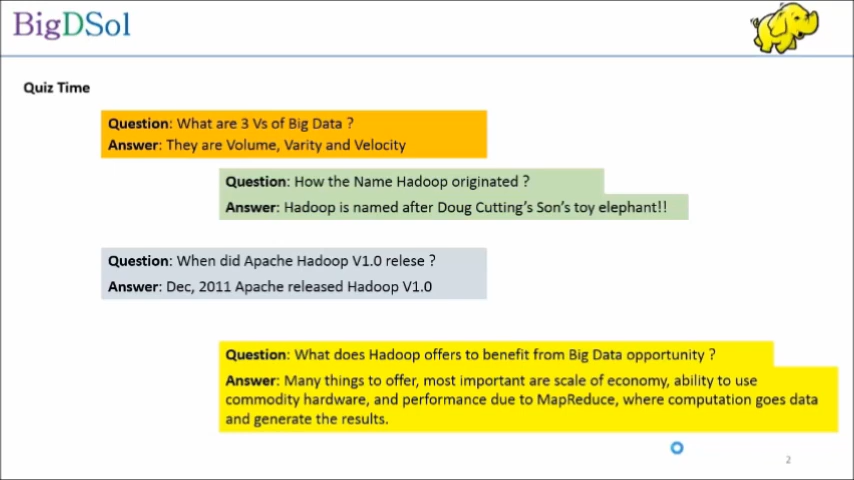 BigDSol
Quiz Time
Question: What are 3 Vs of Big Data ?
Answer: They are Volume, Varity and Velocity
Question: How the Name Hadoop originated ?
Answer: Hadoop is named after Doug Cutting's Son's toy elephant!!
Question: When did Apache Hadoop V1.0 relese ?
Answer: Dec, 2011 Apache released Hadoop V1.0
Question: What does Hadoop offers to benefit from Big Data opportunity ?
Answer: Many things to offer, most important are scale of economy, ability to use
commodity hardware, and performance due to MapReduce, where computation goes data
and generate the results.
2